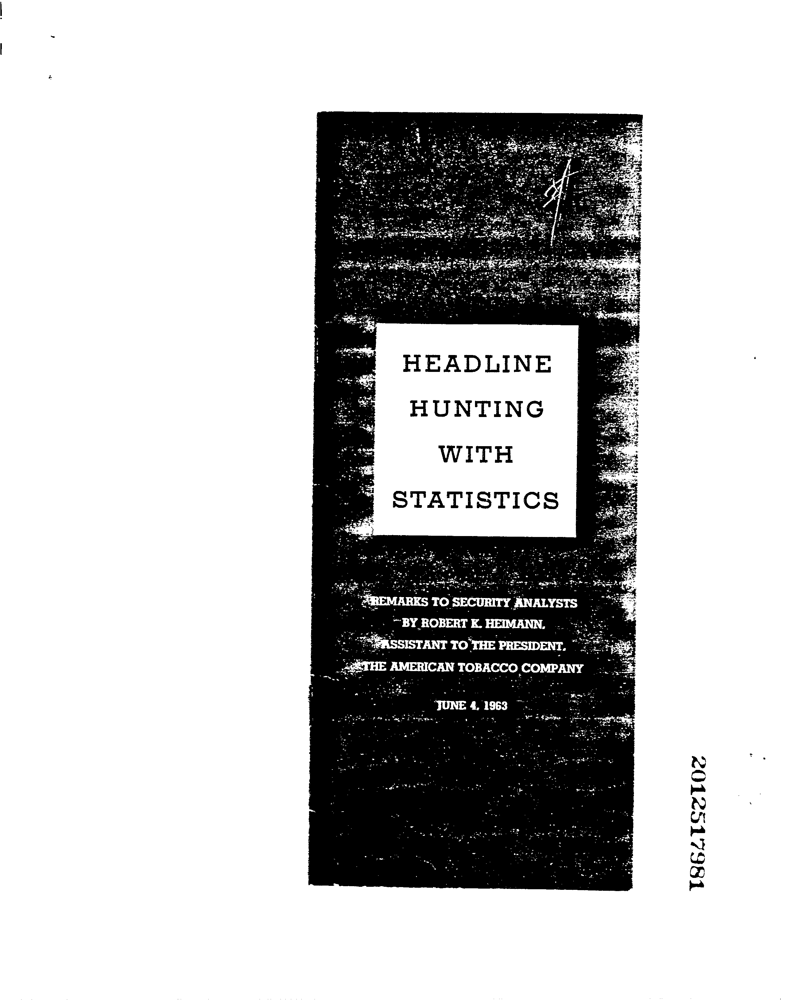 HEADLINE
HUNTING
WITH
STATISTICS
REMARKS TO SECURITY ANALYSTS
BY ROBERT K. HEIMANN,
ASSISTANT TO THE PRESIDENT,
THE AMERICAN TOBACCO COMPANY
JUNE 4, 1963
2012517981